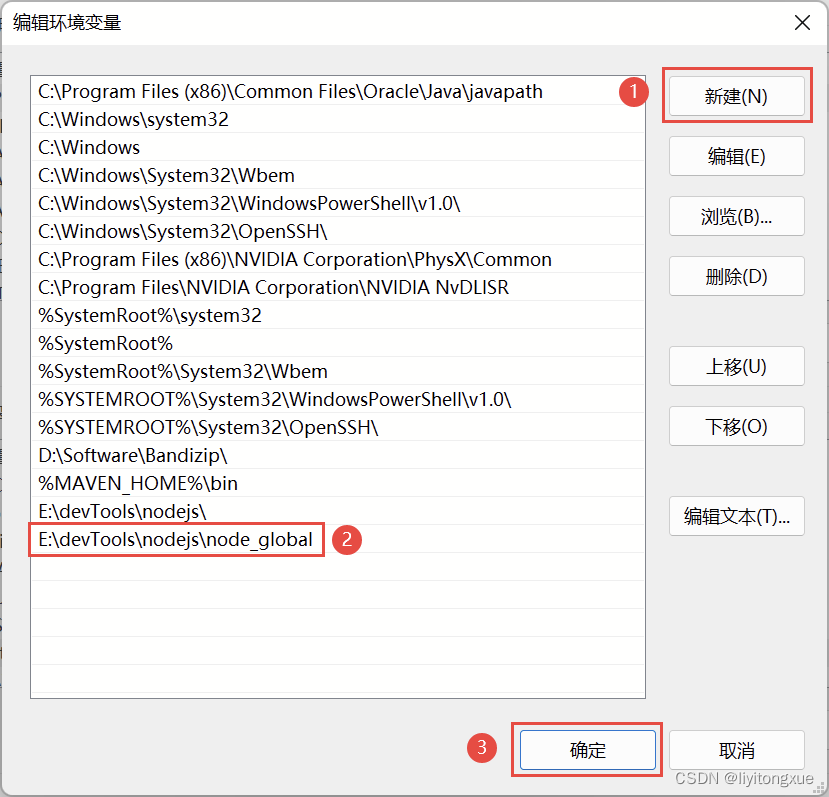 编辑环境变量
C:\Program Files (x86)\Common Files\Oracle\Java\javapath
1
新建(N)
C:\Windows\system32
C:\Windows
编辑(E)
C:\Windows\System32\Wbem
C:\Windows\System32\WindowsPowerShell\v1.0\
浏览(B)...
C:\Windows\System32\OpenSSH\
C:\Program Files (x86)\NVIDIA Corporation\PhysX\Common
删除(D)
C:\Program Files\NVIDIA Corporation\NVIDIA NvDLISR
%SystemRoot%\system32
%SystemRoot%
上移(U)
%SystemRoot%\System32\Wbem
%SYSTEMROOT%\System32\WindowsPowerShell\v1.0\
下移(O)
%SYSTEMROOT%\System32\OpenSSH\
D:\Software\Bandizip\
%MAVEN_HOME%\bin
E:\devTools\nodejs\
编辑文本(T)...
E:\devTools\nodejs\node_global
2
3
确定
取消
CSDN @liyitongxue